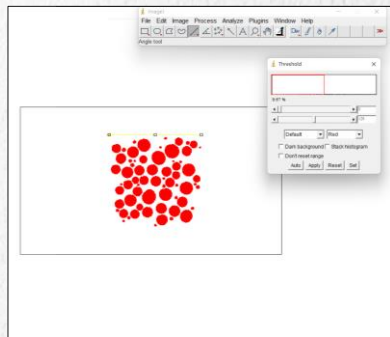 ImageJ
File Edit Image Process Analyze Plugins Window Help
Angle tool
Threshold
Default Red
Dark background Black histogram
Don't reset range
Auto Apply Reset Set